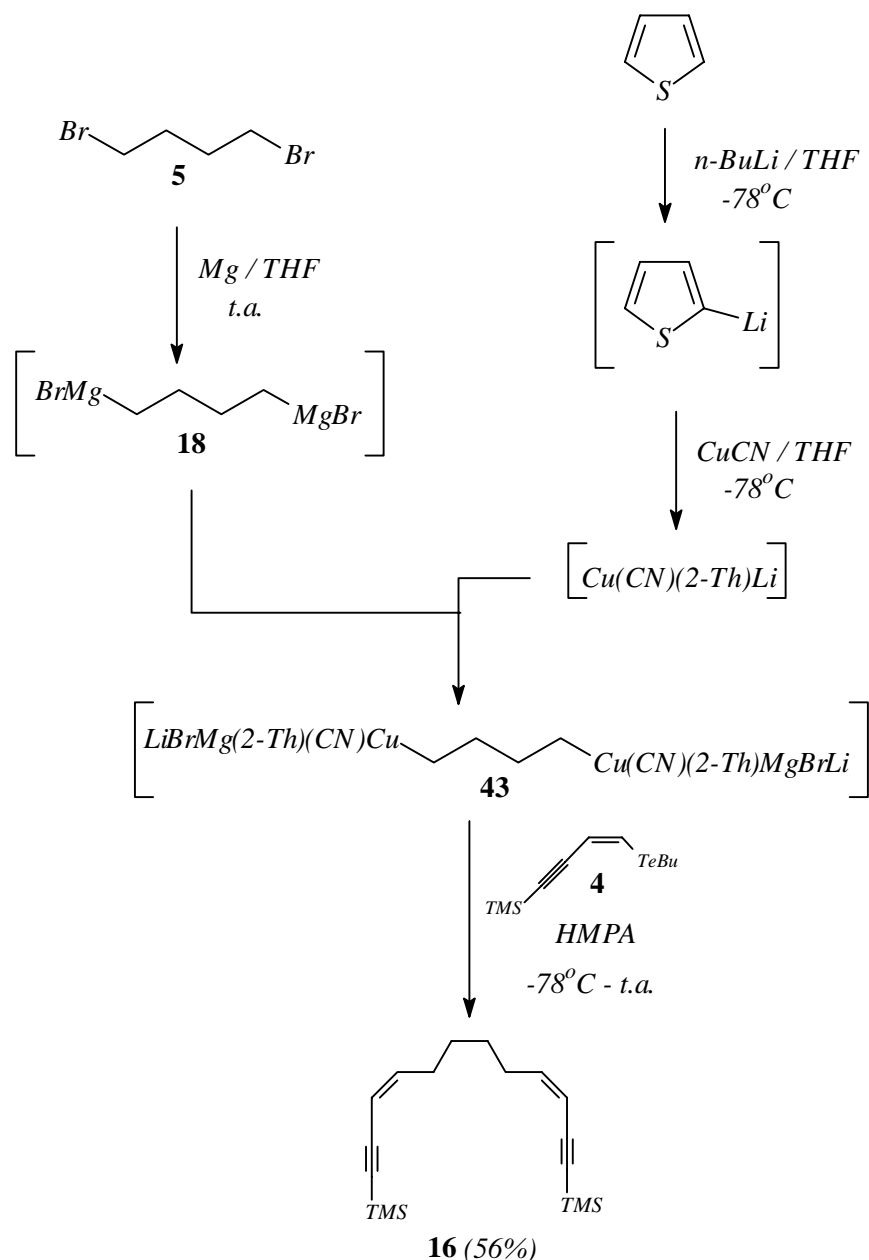 S
Br
Br
5
n-BuLi / THF
-78°C
Mg / THF
t.a.
S
Li
BrMg
MgBr
18
CuCN / THF
-78°C
Cu(CN)(2-Th)Li
LiBrMg(2-Th)(CN)Cu
Cu(CN)(2-Th)MgBrLi
43
TeBu
4
TMS
HMPA
-78°C - t.a.
TMS TMS
16 (56%)